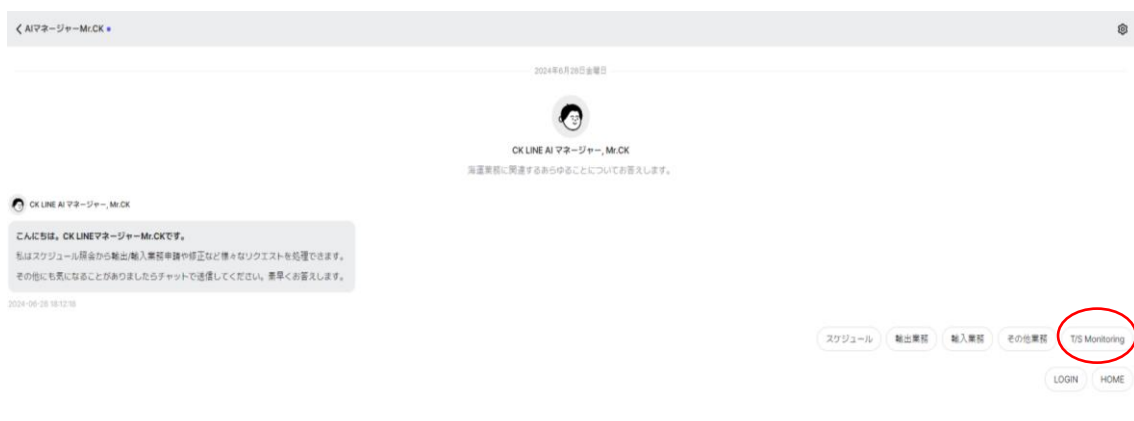 AIマネージャーMr.CK
2024年6月28日金曜日
CK LINE AI マネージャー, Mr.CK
海運業務に関連するあらゆることについてお答えします。
CK LINE AI マネージャー, Mr.CK
こんにちは。CK LINEマネージャーMr.CKです。
私はスケジュール照会から輸出/輸入業務申請や修正など様々なリクエストを処理できます。
その他にも気になることがありましたらチャットで送信してください。素早くお答えします。
2024-06-28 18:12:18
スケジュール 輸出業務 輸入業務 その他業務 T/S Monitoring
LOGIN HOME